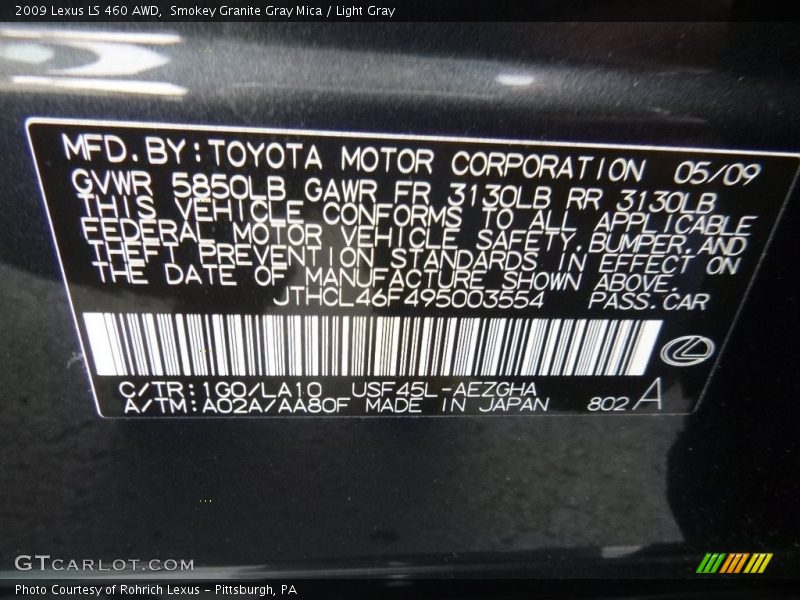 2009 Lexus LS 460 AWD,  Smokey Granite Gray Mica / Light Gray
MFD. BY: TOYOTA MOTOR CORPORATION 05/09
GVWR 5850LB GAWR FR 3130LB RR 3130LB
THIS VEHICLE CONFORMS TO ALL APPLICABLE
FEDERAL MOTOR VEHICLE SAFETY, BUMPER, AND
THEFT PREVENTION STANDARDS IN EFFECT ON
THE DATE OF MANUFACTURE SHOWN ABOVE.
JTHCL46F495003554 PASS. CAR
C/TR: 1G0/LA10 USF45L-AEZGHA
A/TM: A02A/AA80F MADE IN JAPAN 802 A
GTCARLOT.COM
Photo Courtesy of Rohrich Lexus - Pittsburgh, PA